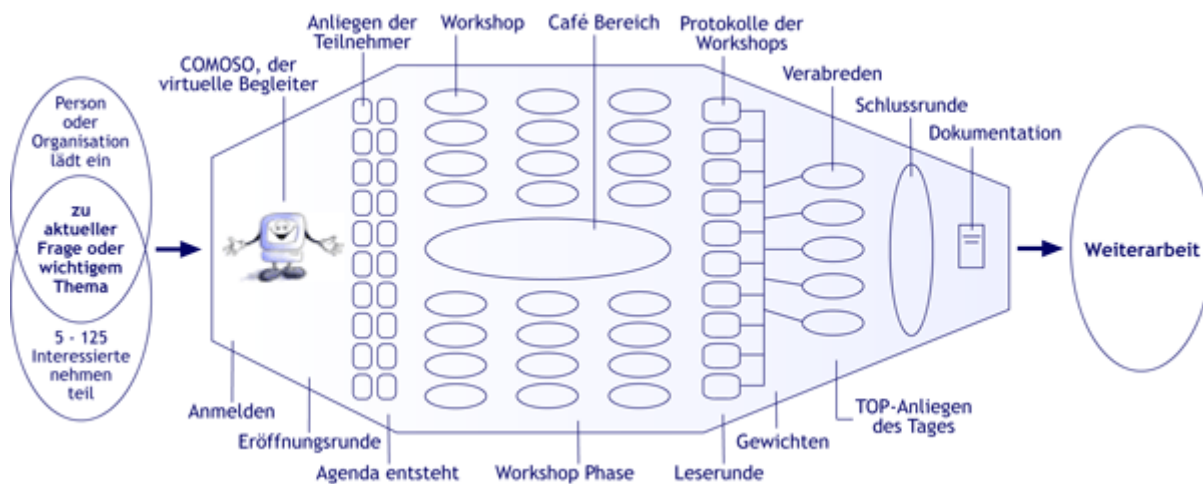 Person
oder
Organisation
lädt ein
zu
aktueller
Frage oder
wichtigem
Thema
5 - 125
Interessierte
nehmen
teil
COMOSO, der
virtuelle Begleiter
Anliegen der
Teilnehmer
Workshop
Café Bereich
Protokolle der
Workshops
Verabreden
Schlussrunde
Dokumentation
Weiterarbeit
Anmelden
Eröffnungsrunde
Agenda entsteht
Workshop Phase
Leserunde
Gewichten
TOP-Anliegen
des Tages